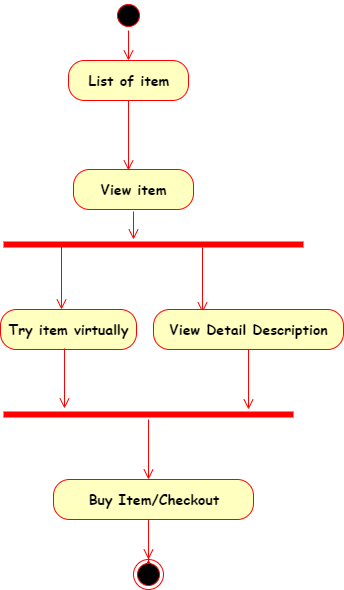 List of item
View item
Try item virtually
View Detail Description
Buy Item/Checkout